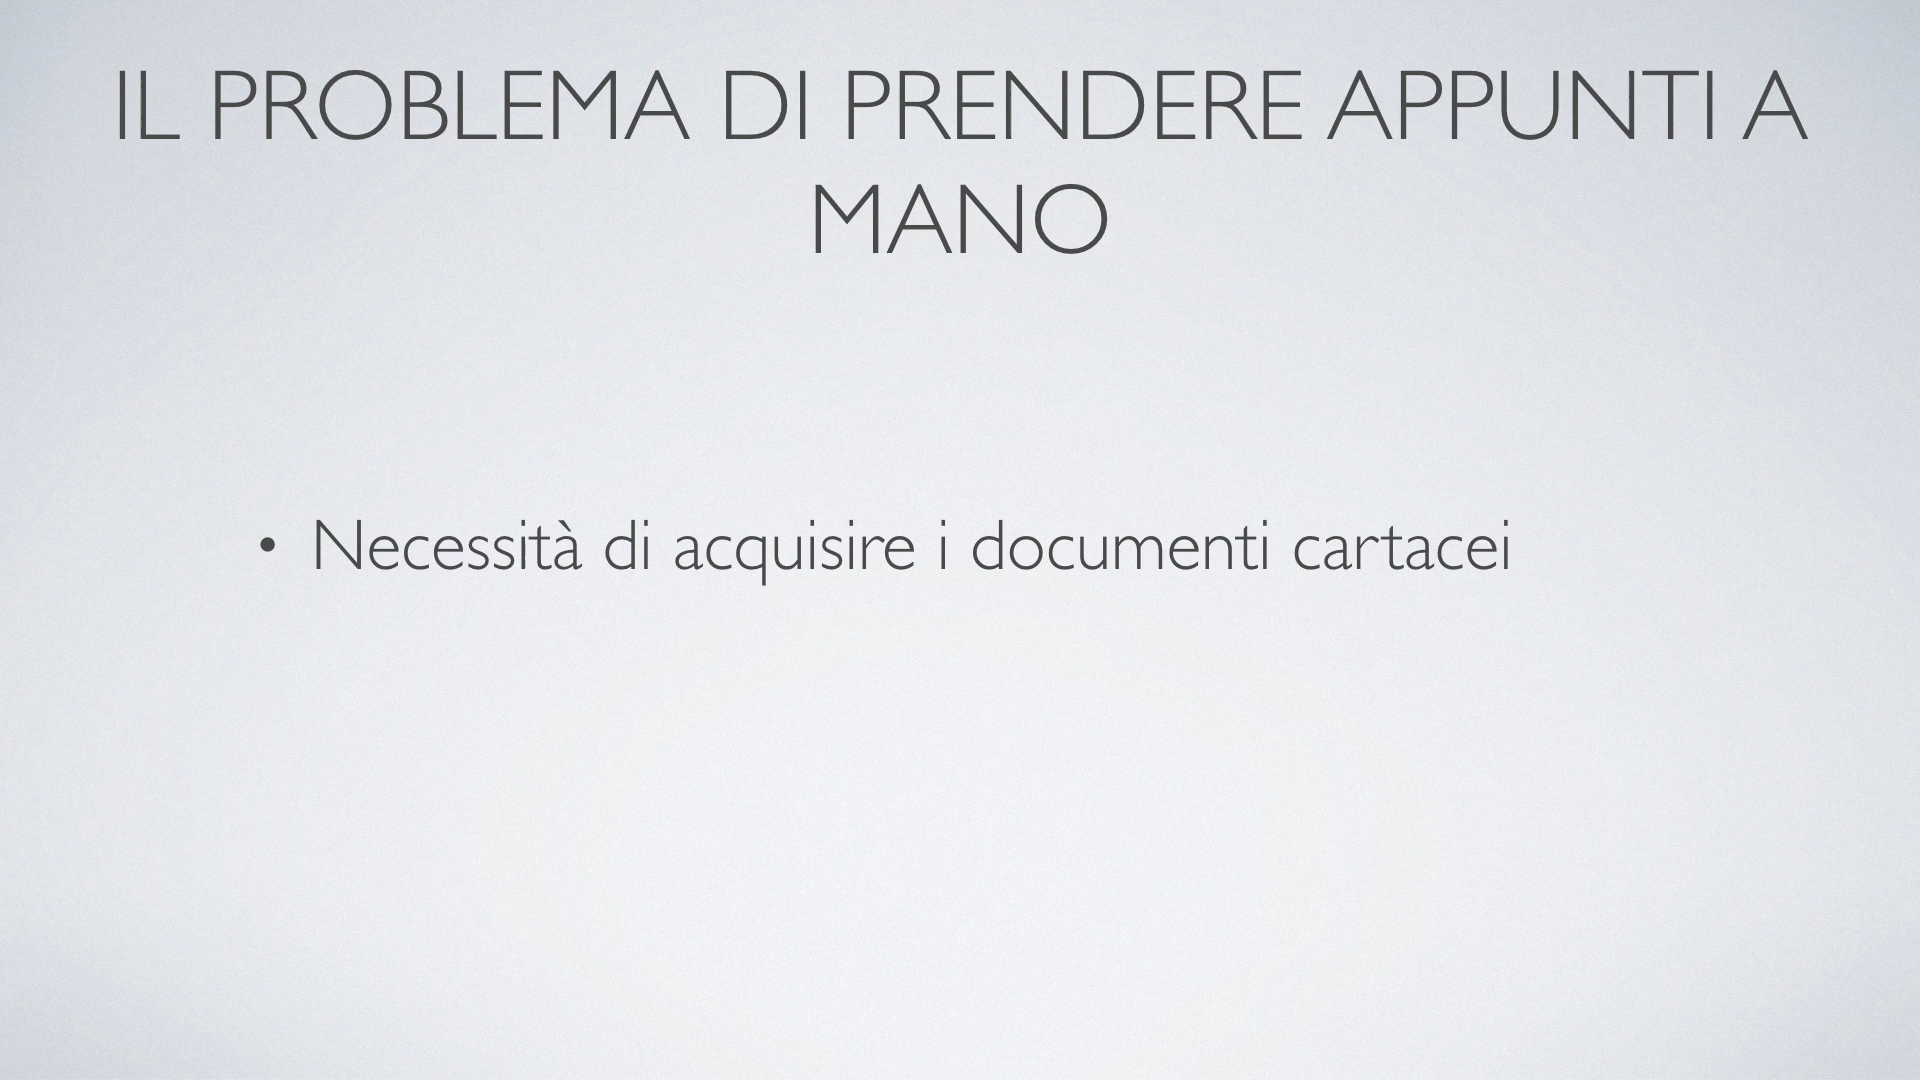 IL PROBLEMA DI PRENDERE APPUNTI A
MANO
• Necessità di acquisire i documenti cartacei